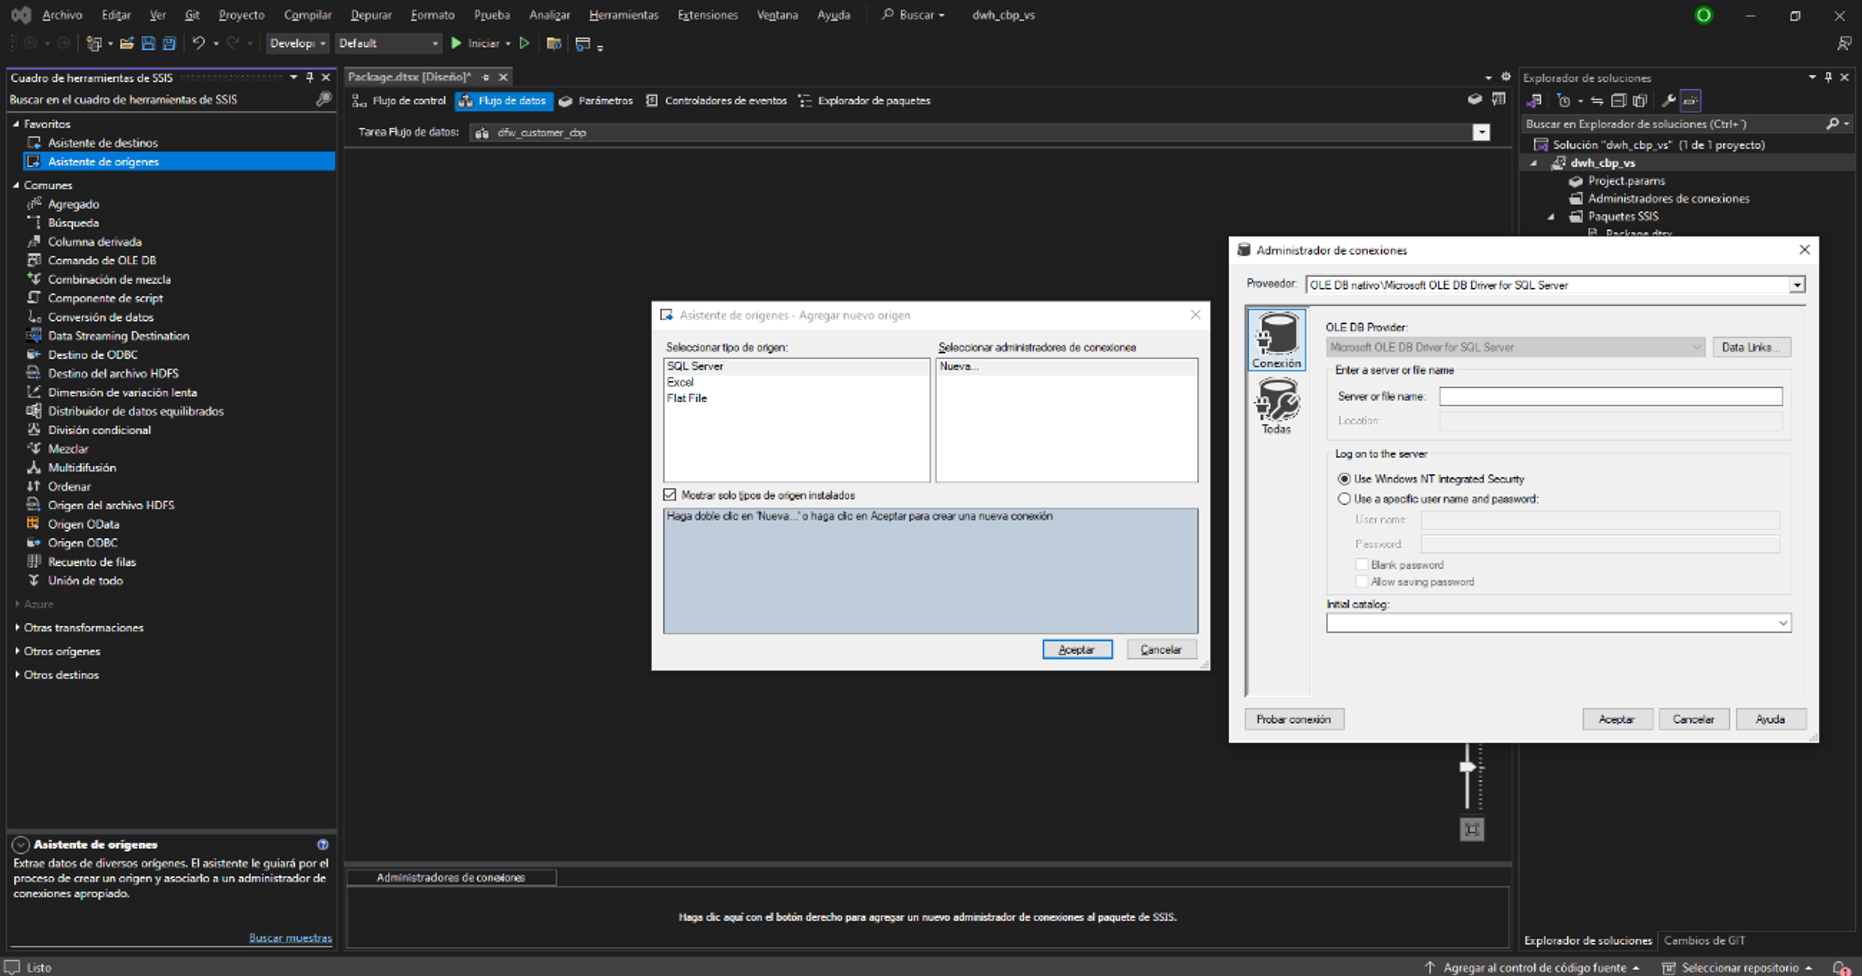 Archivo Editar Ver Git Proyecto Compilar Depurar Formato Prueba Analizar Herramientas Extensiones Ventana Ayuda Buscar dwh_cbp_vs
Develop Default Iniciar
Cuadro de herramientas de SSIS
Buscar en el cuadro de herramientas de SSIS
Favoritos
Asistente de destinos
Asistente de orígenes
Comunes
Agregado
Búsqueda
Columna derivada
Comando de OLE DB
Combinación de mezcla
Componente de script
Conversión de datos
Data Streaming Destination
Destino de ODBC
Destino del archivo HDFS
Dimensión de variación lenta
Distribuidor de datos equilibrados
División condicional
Mezclar
Multidifusión
Ordenar
Origen del archivo HDFS
Origen OData
Origen ODBC
Recuento de filas
Unión de todo
Azure
Otras transformaciones
Otros orígenes
Otros destinos
Asistente de orígenes
Extrae datos de diversos orígenes. El asistente le guiará por el
proceso de crear un origen y asociarlo a un administrador de
conexiones apropiado.
Buscar muestras
Package.dtsx [Diseño]*
Flujo de control Flujo de datos Parámetros Controladores de eventos Explorador de paquetes
Tarea Flujo de datos: dfw_customer_cbp
Asistente de orígenes - Agregar nuevo origen
Seleccionar tipo de origen:
SQL Server
Excel
Flat File
Seleccionar administradores de conexiones
Nueva...
Mostrar solo tipos de origen instalados
Haga doble clic en 'Nueva...' o haga clic en Aceptar para crear una nueva conexión
Aceptar Cancelar
Administradores de conexiones
Haga clic aquí con el botón derecho para agregar un nuevo administrador de conexiones al paquete de SSIS.
Explorador de soluciones
Buscar en Explorador de soluciones (Ctrl+¨)
Solución "dwh_cbp_vs" (1 de 1 proyecto)
dwh_cbp_vs
Project.params
Administradores de conexiones
Paquetes SSIS
Package.dtsx
Administrador de conexiones
Proveedor: OLE DB nativo\Microsoft OLE DB Driver for SQL Server
Conexión
Todas
OLE DB Provider:
Microsoft OLE DB Driver for SQL Server Data Links...
Enter a server or file name
Server or file name:
Location:
Log on to the server
Use Windows NT Integrated Security
Use a specific user name and password:
User name:
Password:
Blank password
Allow saving password
Initial catalog:
Probar conexión Aceptar Cancelar Ayuda
Explorador de soluciones Cambios de GIT
Listo Agregar al control de código fuente Seleccionar repositorio 1